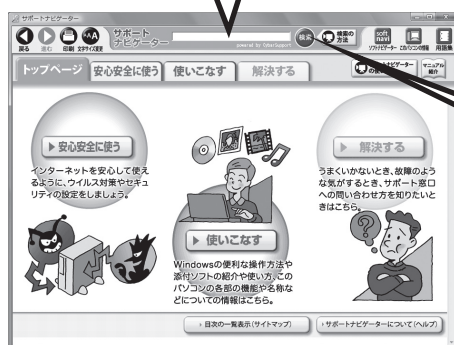 サポートナビゲーター
戻る 進む 印刷 文字サイズ変更
サポート
ナビゲーター
powered by CyberSupport
検索
検索の
方法
soft
navi
ソフトナビゲーター このパソコンの情報 用語集
トップページ 安心安全に使う 使いこなす 解決する
マニュアル
紹介
安心安全に使う
インターネットを安心して使え
るように、ウイルス対策やセキュ
リティの設定をしましょう。
解決する
うまくいかないとき、故障のよう
な気がするとき、サポート窓口
への問い合わせ方を知りたいと
きはこちら。
使いこなす
Windowsの便利な操作方法や
添付ソフトの紹介や使い方、この
パソコンの各部の機能や名称な
どについての情報はこちら。
目次の一覧表示(サイトマップ)
サポートナビゲーターについて(ヘルプ)